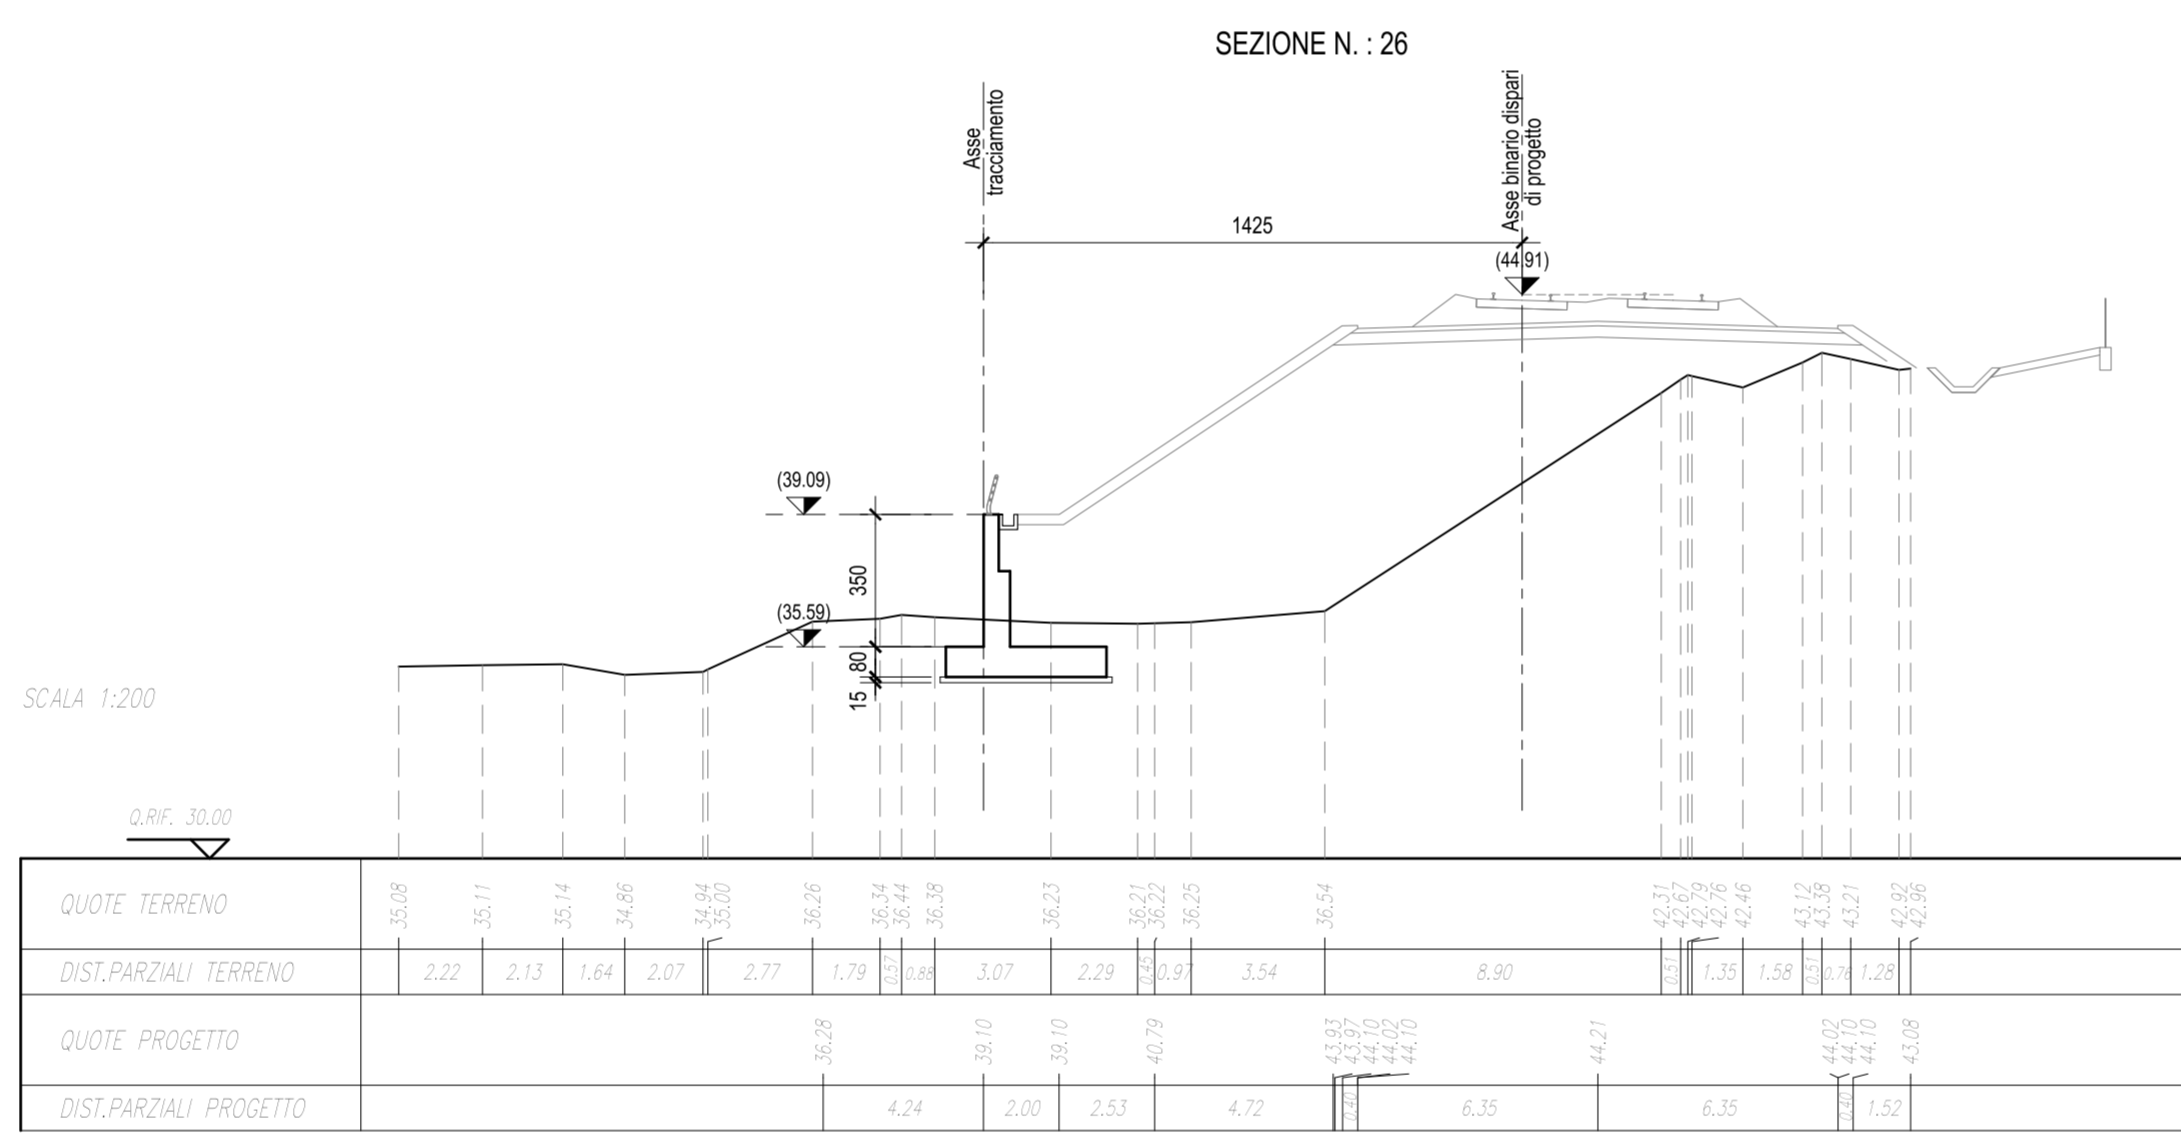 SEZIONE N. : 26
Asse
tracciamento
Asse binario dispari
di progetto
1425
(44.91)
(39.09)
350
(35.59)
80
15
SCALA 1:200
Q.RIF. 30.00
QUOTE TERRENO 35.08 35.11 35.14 34.86 34.94 35.00 36.26 36.34 36.44 36.38 36.23 36.21 36.22 36.25 36.54 42.31 42.67 42.79 42.76 42.46 43.12 43.38 43.21 42.92 42.96
DIST.PARZIALI TERRENO 2.22 2.13 1.64 2.07 2.77 1.79 0.57 0.88 3.07 2.29 0.45 0.97 3.54 8.90 0.51 1.35 1.58 0.51 0.76 1.28
QUOTE PROGETTO 36.28 39.10 39.10 40.79 43.93 43.97 44.10 44.02 44.10 44.21 44.02 44.10 44.10 43.08
DIST.PARZIALI PROGETTO 4.24 2.00 2.53 4.72 0.40 6.35 6.35 0.40 1.52